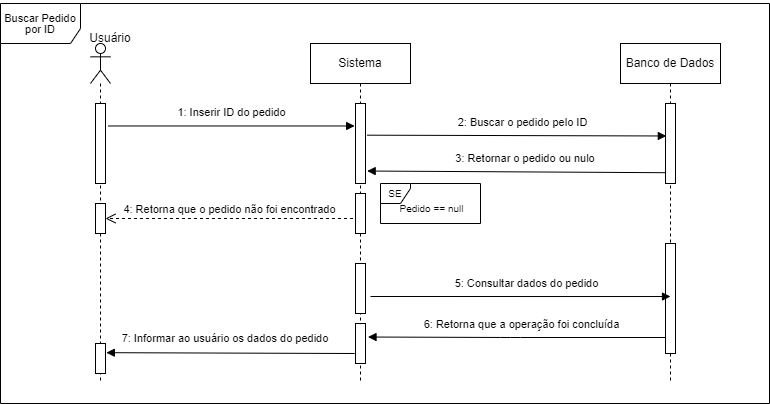 Buscar Pedido
por ID
Usuário
Sistema
Banco de Dados
1: Inserir ID do pedido
2: Buscar o pedido pelo ID
3: Retornar o pedido ou nulo
SE
Pedido == null
4: Retorna que o pedido não foi encontrado
5: Consultar dados do pedido
6: Retorna que a operação foi concluída
7: Informar ao usuário os dados do pedido